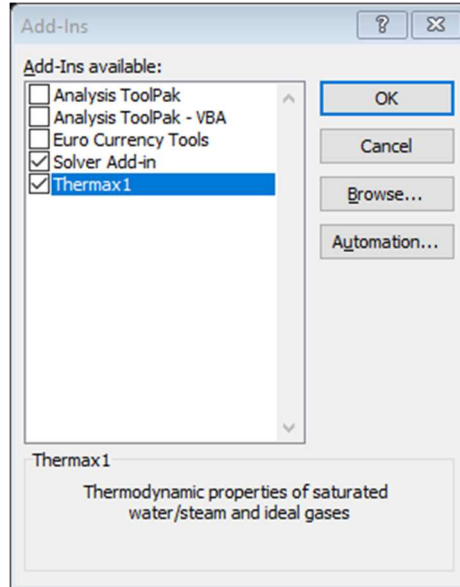 Add-Ins
Add-Ins available:
Analysis ToolPak
Analysis ToolPak - VBA
Euro Currency Tools
Solver Add-in
Thermax1
OK
Cancel
Browse...
Automation...
Thermax1
Thermodynamic properties of saturated
water/steam and ideal gases